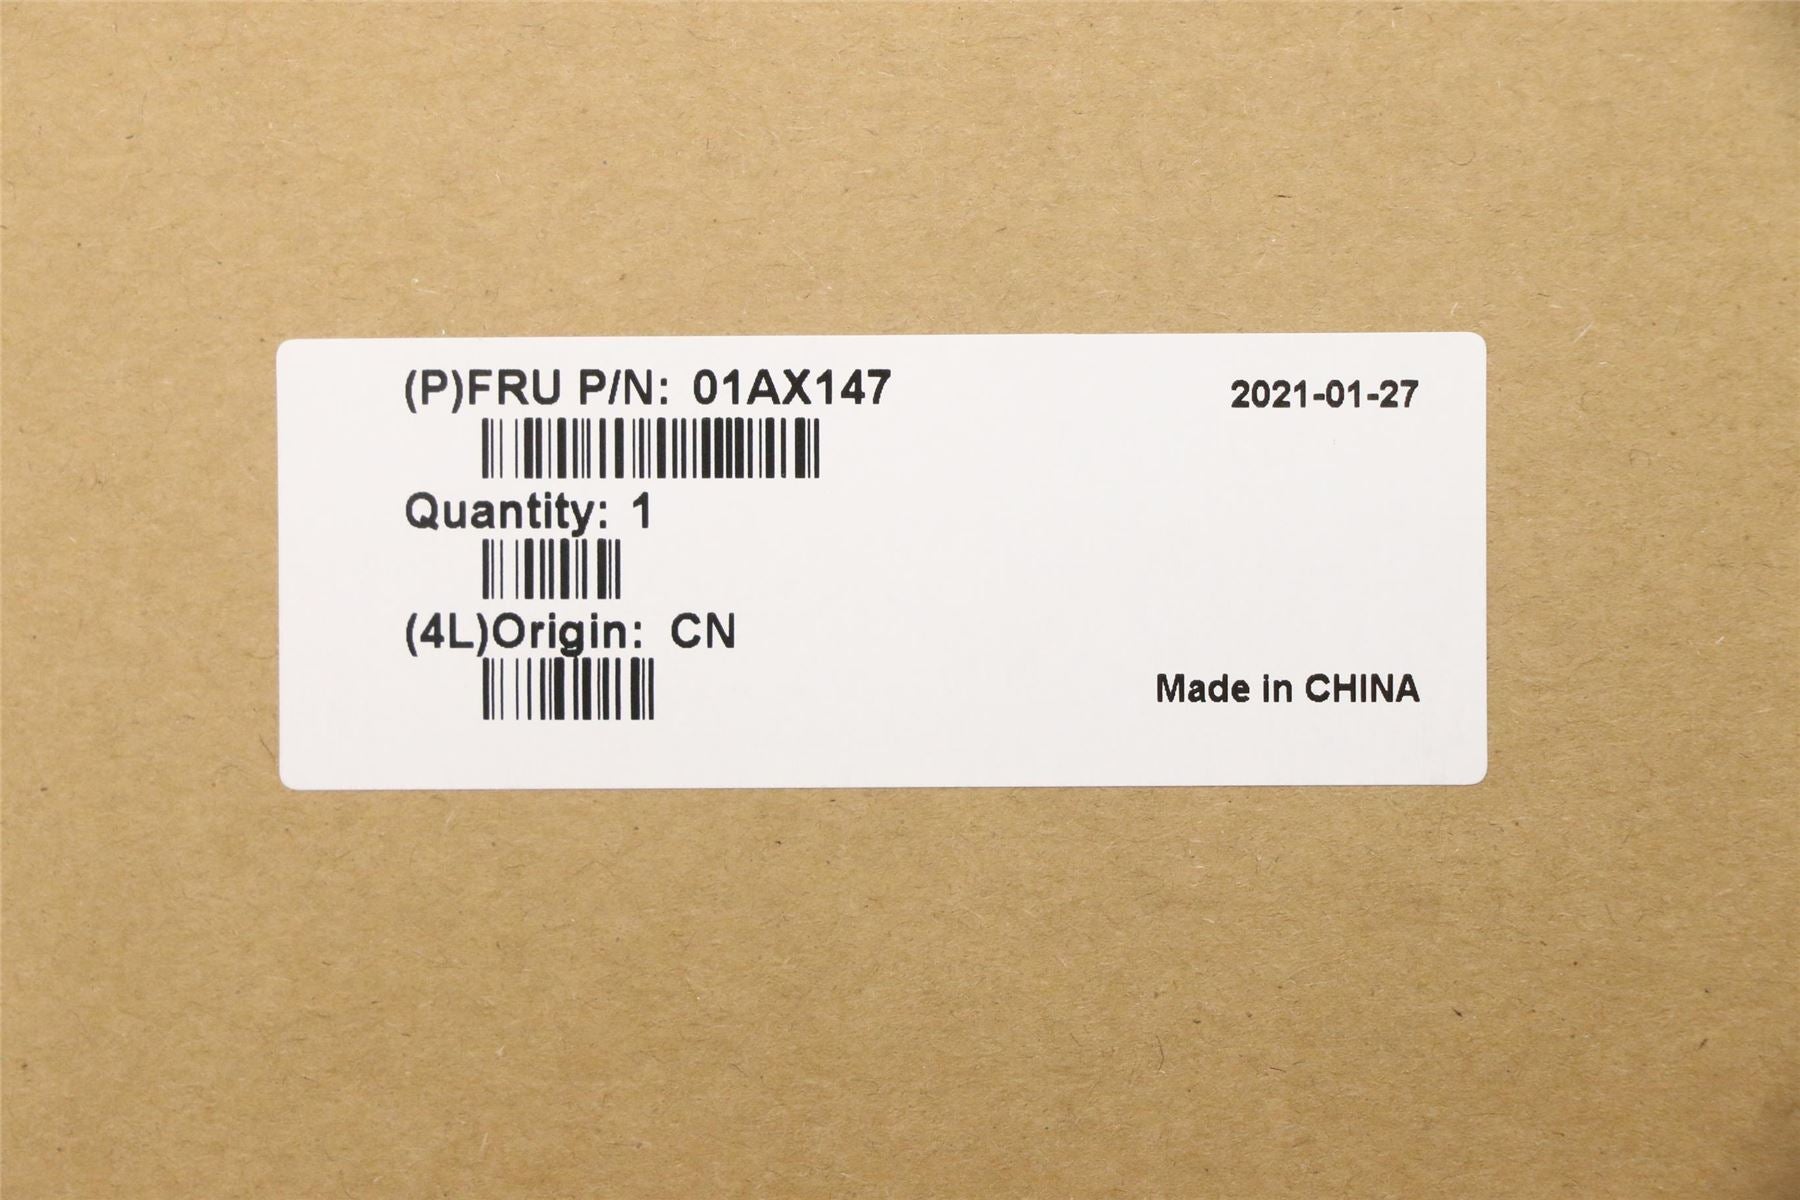 (P)FRU P/N: 01AX147
2021-01-27
Quantity: 1
(4L)Origin: CN
Made in CHINA